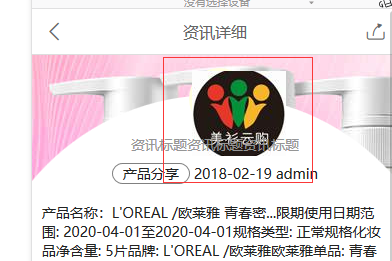 没有选择设备
资讯详细
美衫云购
资讯标题资讯标题资讯标题
产品分享 2018-02-19 admin
产品名称：L'OREAL /欧莱雅 青春密...限期使用日期范
围: 2020-04-01至2020-04-01规格类型: 正常规格化妆
品净含量: 5片品牌: L'OREAL /欧莱雅欧莱雅单品: 青春